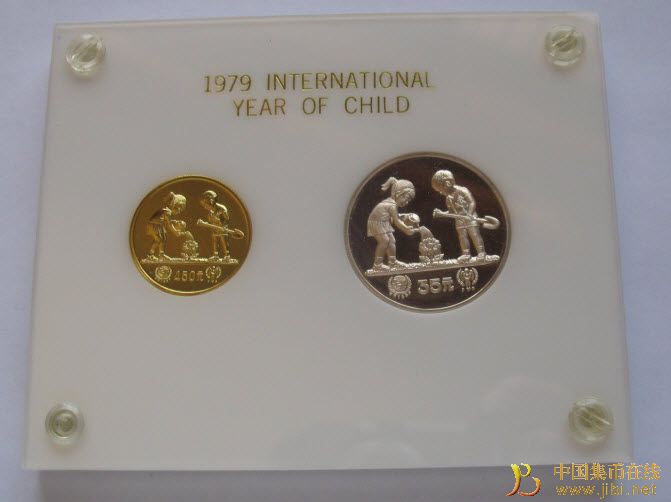 1979 INTERNATIONAL
YEAR OF CHILD
450元
35元
中国集币在线
www.jibi.net